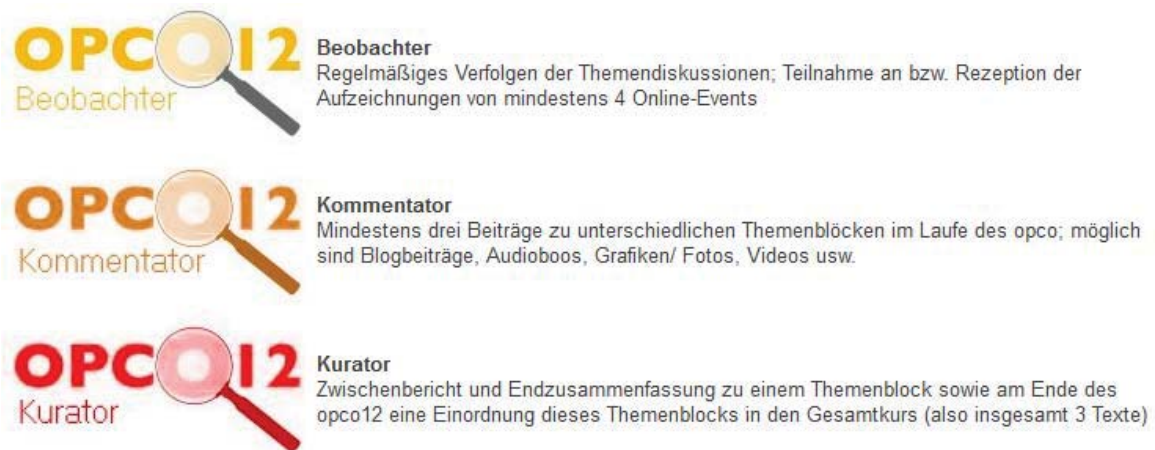 OPCO12
Beobachter
Beobachter
Regelmäßiges Verfolgen der Themendiskussionen; Teilnahme an bzw. Rezeption der
Aufzeichnungen von mindestens 4 Online-Events
OPCO12
Kommentator
Kommentator
Mindestens drei Beiträge zu unterschiedlichen Themenblöcken im Laufe des opco; möglich
sind Blogbeiträge, Audioboos, Grafiken/ Fotos, Videos usw.
OPCO12
Kurator
Kurator
Zwischenbericht und Endzusammenfassung zu einem Themenblock sowie am Ende des
opco12 eine Einordnung dieses Themenblocks in den Gesamtkurs (also insgesamt 3 Texte)